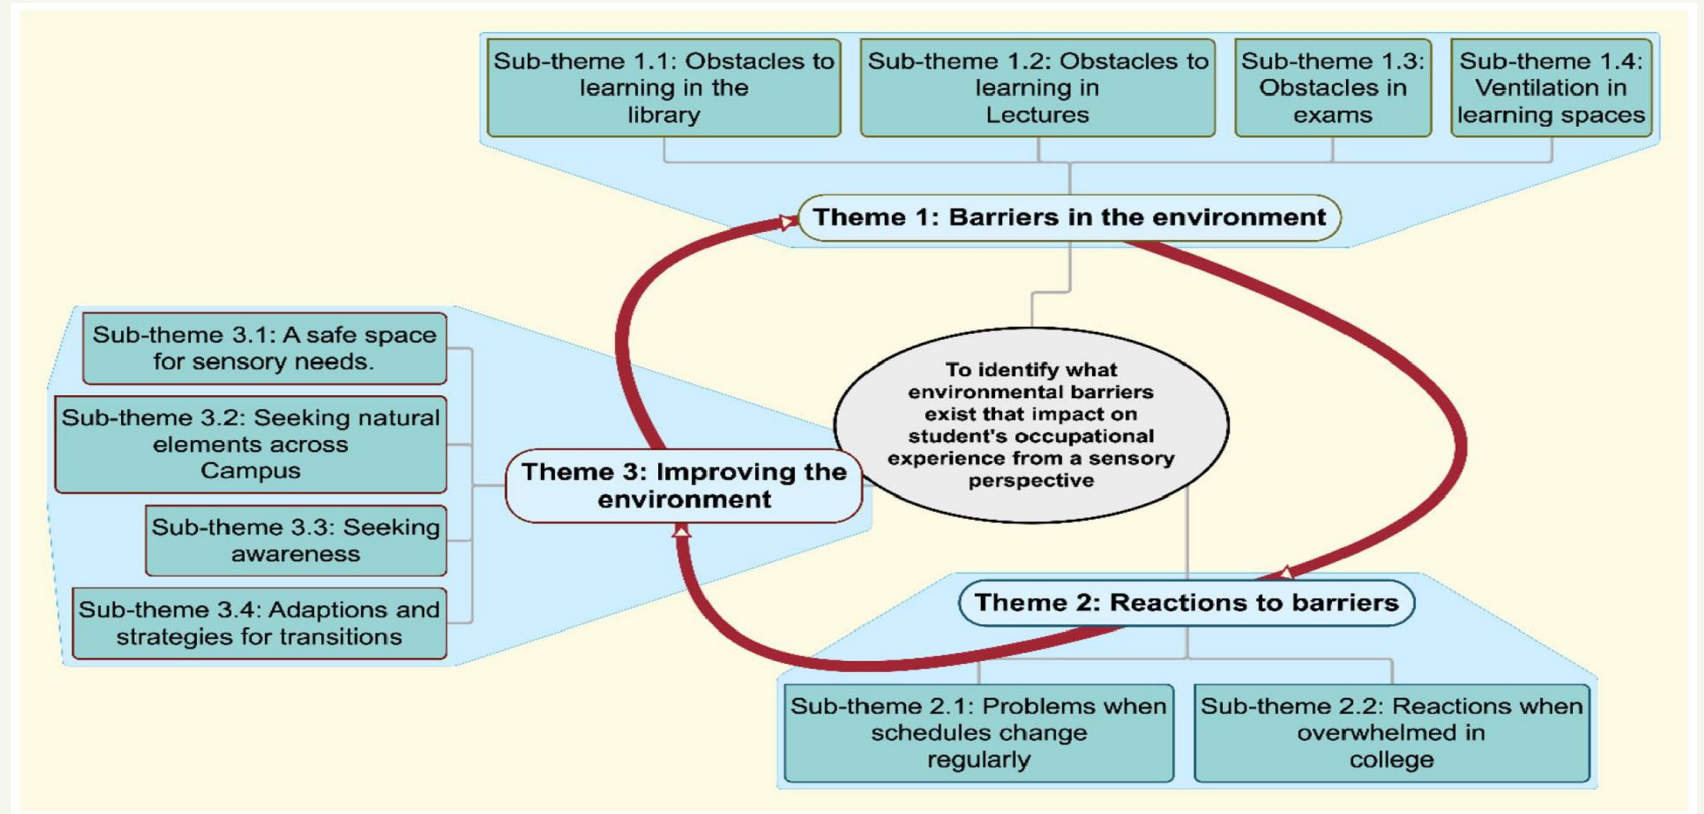 Sub-theme 1.1: Obstacles to
learning in the
library
Sub-theme 1.2: Obstacles to
learning in
Lectures
Sub-theme 1.3:
Obstacles in
exams
Sub-theme 1.4:
Ventilation in
learning spaces
Theme 1: Barriers in the environment
To identify what
environmental barriers
exist that impact on
student's occupational
experience from a sensory
perspective
Sub-theme 3.1: A safe space
for sensory needs.
Sub-theme 3.2: Seeking natural
elements across
Campus
Sub-theme 3.3: Seeking
awareness
Sub-theme 3.4: Adaptions and
strategies for transitions
Theme 3: Improving the
environment
Theme 2: Reactions to barriers
Sub-theme 2.1: Problems when
schedules change
regularly
Sub-theme 2.2: Reactions when
overwhelmed in
college